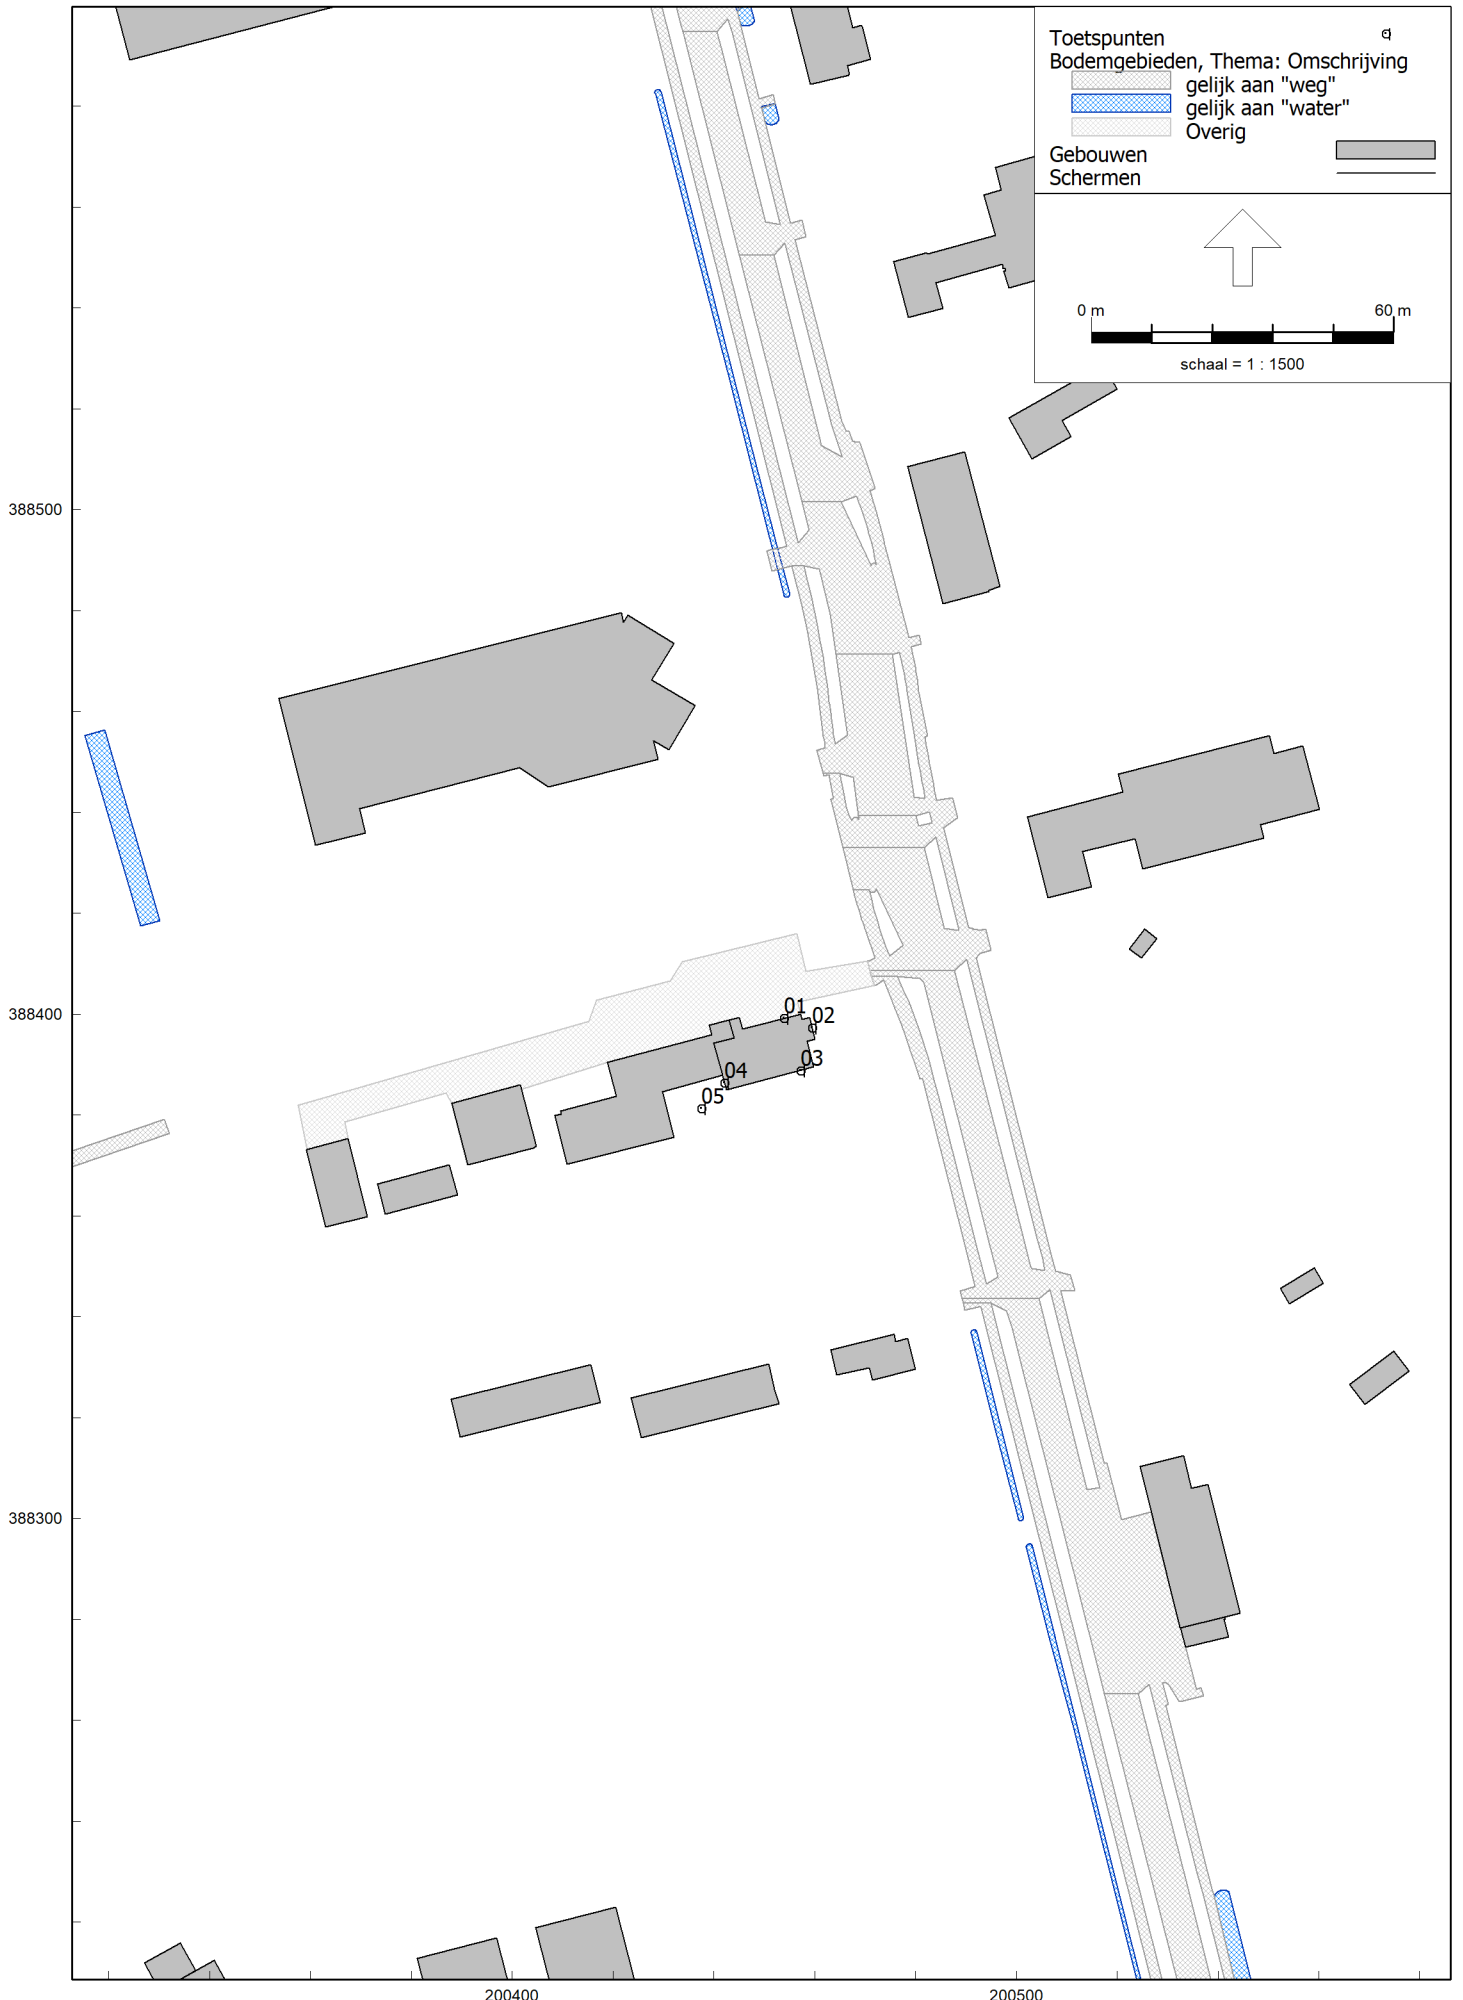 Toetspunten
Bodemgebieden, Thema: Omschrijving
gelijk aan "weg"
gelijk aan "water"
Overig
Gebouwen
Schermen
0 m 60 m
schaal = 1 : 1500
388500
388400
01
02
03
04
05
388300
200400 200500